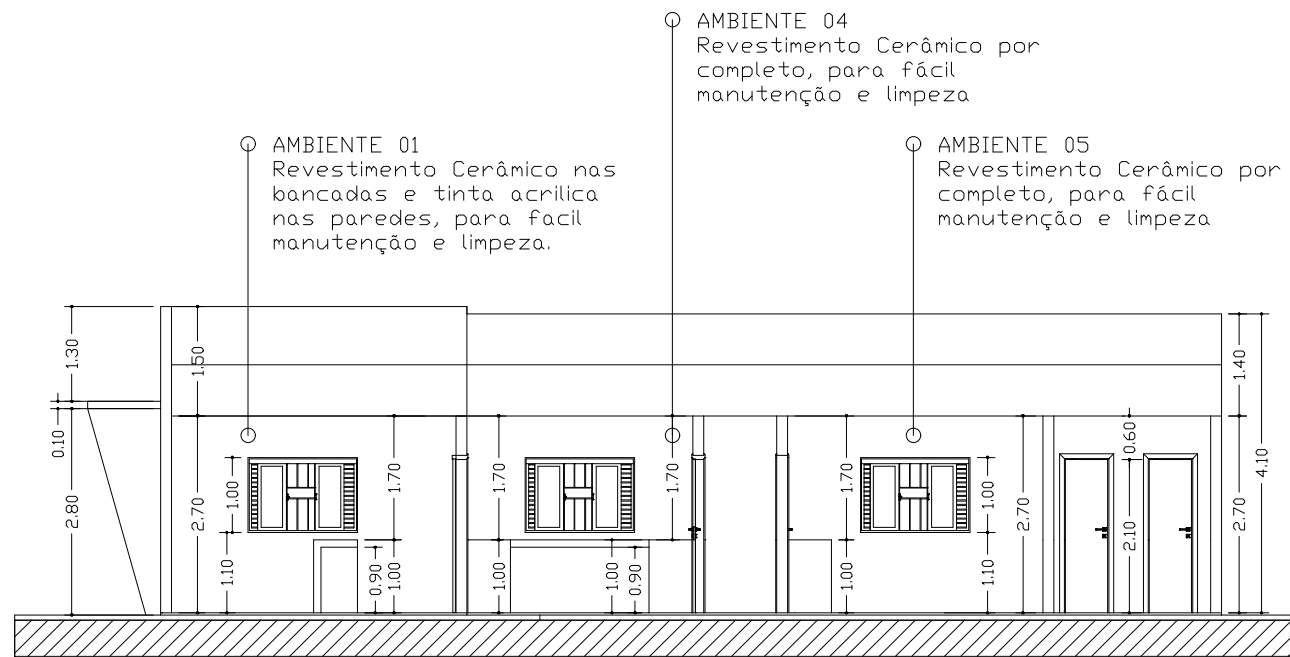 AMBIENTE 04
Revestimento Cerâmico por
completo, para fácil
manutenção e limpeza
AMBIENTE 01
Revestimento Cerâmico nas
bancadas e tinta acrilica
nas paredes, para facil
manutenção e limpeza.
AMBIENTE 05
Revestimento Cerâmico por
completo, para fácil
manutenção e limpeza
1.30
1.50
1.40
0.10
0.60
4.10
1.00
1.70
1.70
1.70
1.70
1.00
2.80
2.70
2.70
2.10
2.70
1.10
0.90
1.00
1.00
1.00
0.90
1.00
1.10